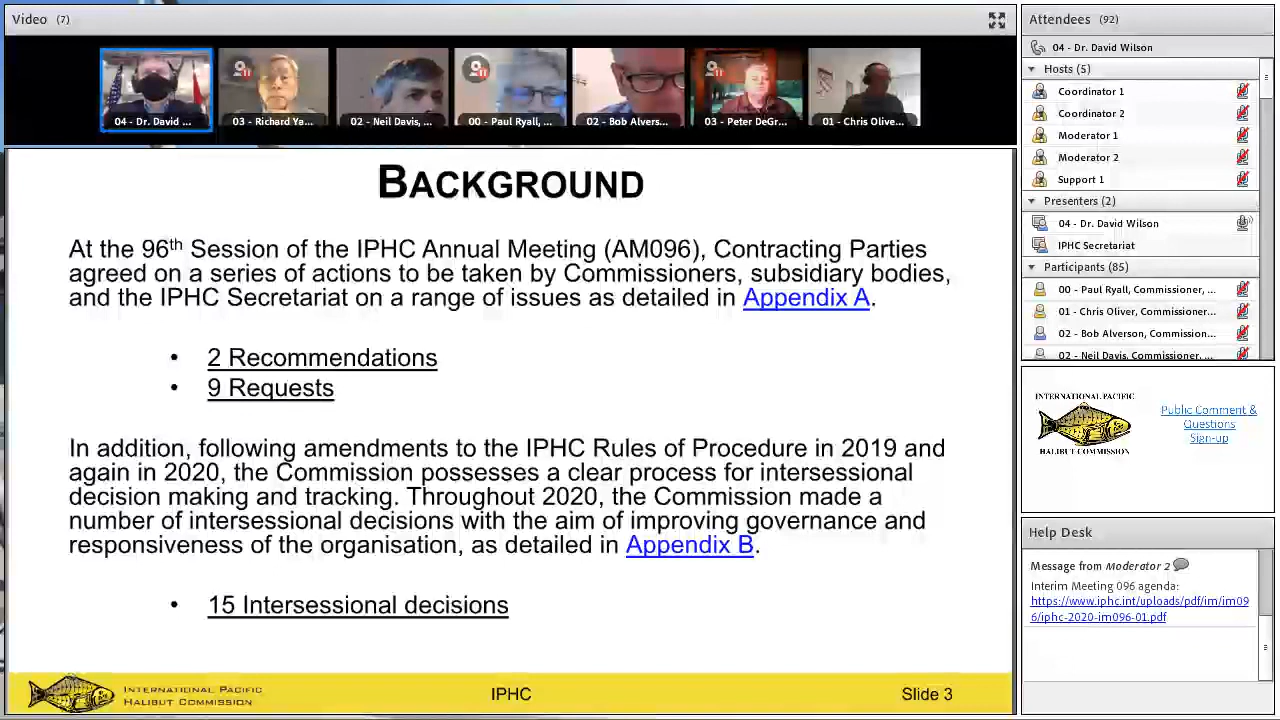 Video (7)
04 - Dr. David ...
03 - Richard Ya...
02 - Neil Davis, ...
00 - Paul Ryall, ...
02 - Bob Alvers...
03 - Peter DeGr...
01 - Chris Olive...
BACKGROUND
At the 96th Session of the IPHC Annual Meeting (AM096), Contracting Parties
agreed on a series of actions to be taken by Commissioners, subsidiary bodies,
and the IPHC Secretariat on a range of issues as detailed in Appendix A.
• 2 Recommendations
• 9 Requests
In addition, following amendments to the IPHC Rules of Procedure in 2019 and
again in 2020, the Commission possesses a clear process for intersessional
decision making and tracking. Throughout 2020, the Commission made a
number of intersessional decisions with the aim of improving governance and
responsiveness of the organisation, as detailed in Appendix B.
• 15 Intersessional decisions
INTERNATIONAL PACIFIC
HALIBUT COMMISSION
IPHC
Slide 3
Attendees (92)
04 - Dr. David Wilson
Hosts (5)
Coordinator 1
Coordinator 2
Moderator 1
Moderator 2
Support 1
Presenters (2)
04 - Dr. David Wilson
IPHC Secretariat
Participants (85)
00 - Paul Ryall, Commissioner, ...
01 - Chris Oliver, Commissioner...
02 - Bob Alverson, Commission...
02 - Neil Davis, Commissioner, ...
INTERNATIONAL PACIFIC
HALIBUT COMMISSION
Public Comment &
Questions
Sign-up
Help Desk
Message from Moderator 2
Interim Meeting 096 agenda:
https://www.iphc.int/uploads/pdf/im/im09
6/iphc-2020-im096-01.pdf